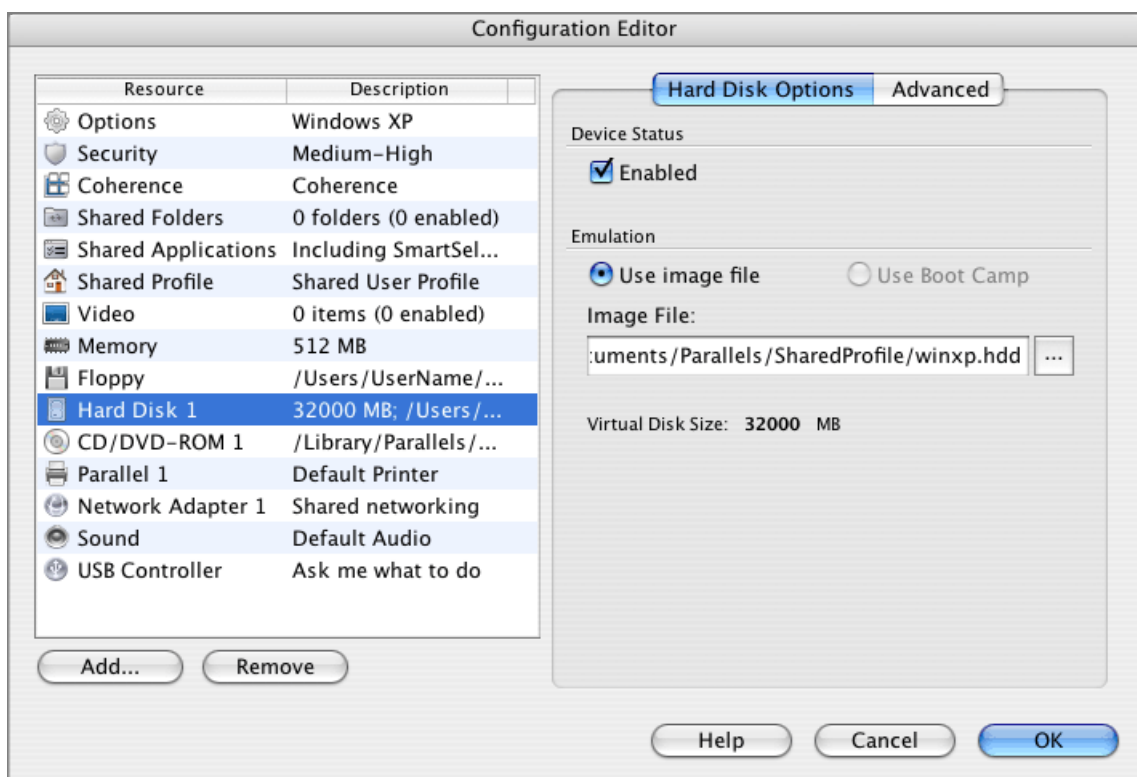 Configuration Editor
Resource Description
Options Windows XP
Security Medium-High
Coherence Coherence
Shared Folders 0 folders (0 enabled)
Shared Applications Including SmartSel...
Shared Profile Shared User Profile
Video 0 items (0 enabled)
Memory 512 MB
Floppy /Users/UserName/...
Hard Disk 1 32000 MB; /Users/...
CD/DVD-ROM 1 /Library/Parallels/...
Parallel 1 Default Printer
Network Adapter 1 Shared networking
Sound Default Audio
USB Controller Ask me what to do
Add... Remove
Hard Disk Options Advanced
Device Status
Enabled
Emulation
Use image file Use Boot Camp
Image File:
:uments/Parallels/SharedProfile/winxp.hdd ...
Virtual Disk Size: 32000 MB
Help Cancel OK